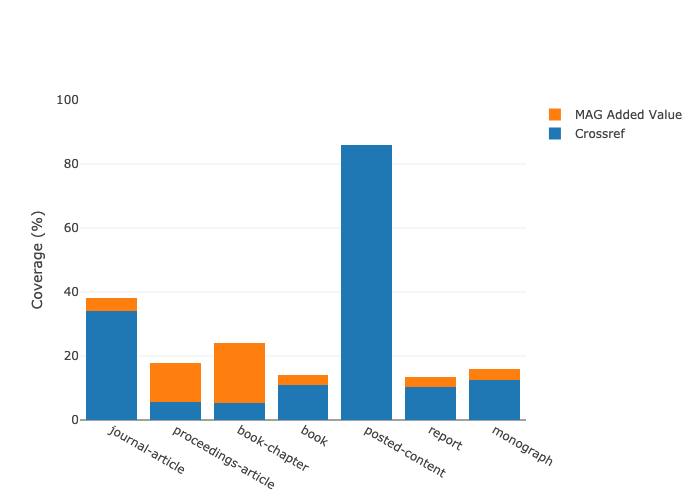 100
80
60
40
20
0
Coverage (%)
journal-article
proceedings-article
book-chapter
book
posted-content
report
monograph
MAG Added Value
Crossref